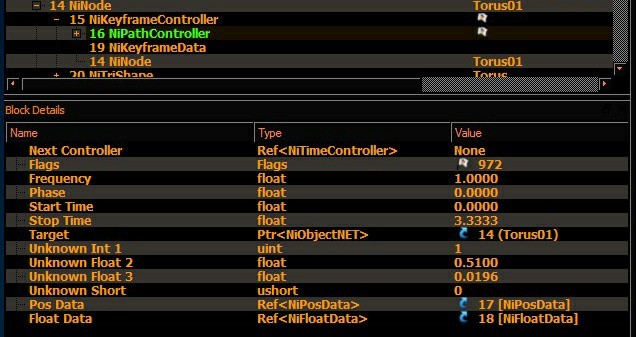 14 NiNode Torus01
15 NiKeyframeController
16 NiPathController
19 NiKeyframeData
14 NiNode Torus01
20 NiTriShape Torus
Block Details
Name Type Value
Next Controller Ref<NiTimeController> None
Flags Flags 972
Frequency float 1.0000
Phase float 0.0000
Start Time float 0.0000
Stop Time float 3.3333
Target Ptr<NiObjectNET> 14 (Torus01)
Unknown Int 1 uint 1
Unknown Float 2 float 0.5100
Unknown Float 3 float 0.0196
Unknown Short ushort 0
Pos Data Ref<NiPosData> 17 [NiPosData]
Float Data Ref<NiFloatData> 18 [NiFloatData]